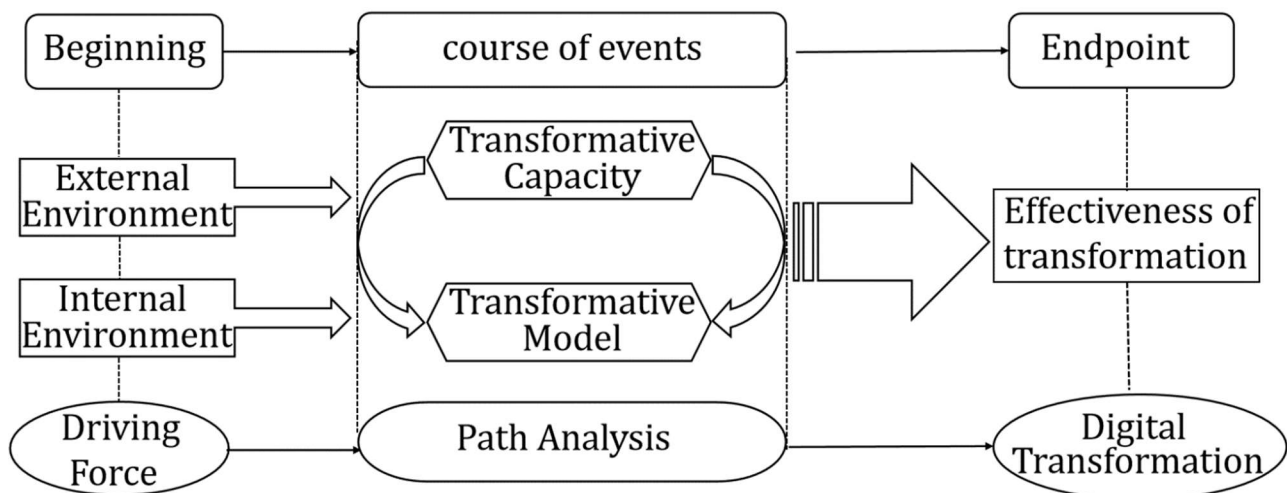 Beginning
course of events
Endpoint
External
Environment
Transformative
Capacity
Effectiveness of
transformation
Internal
Environment
Transformative
Model
Driving
Force
Path Analysis
Digital
Transformation